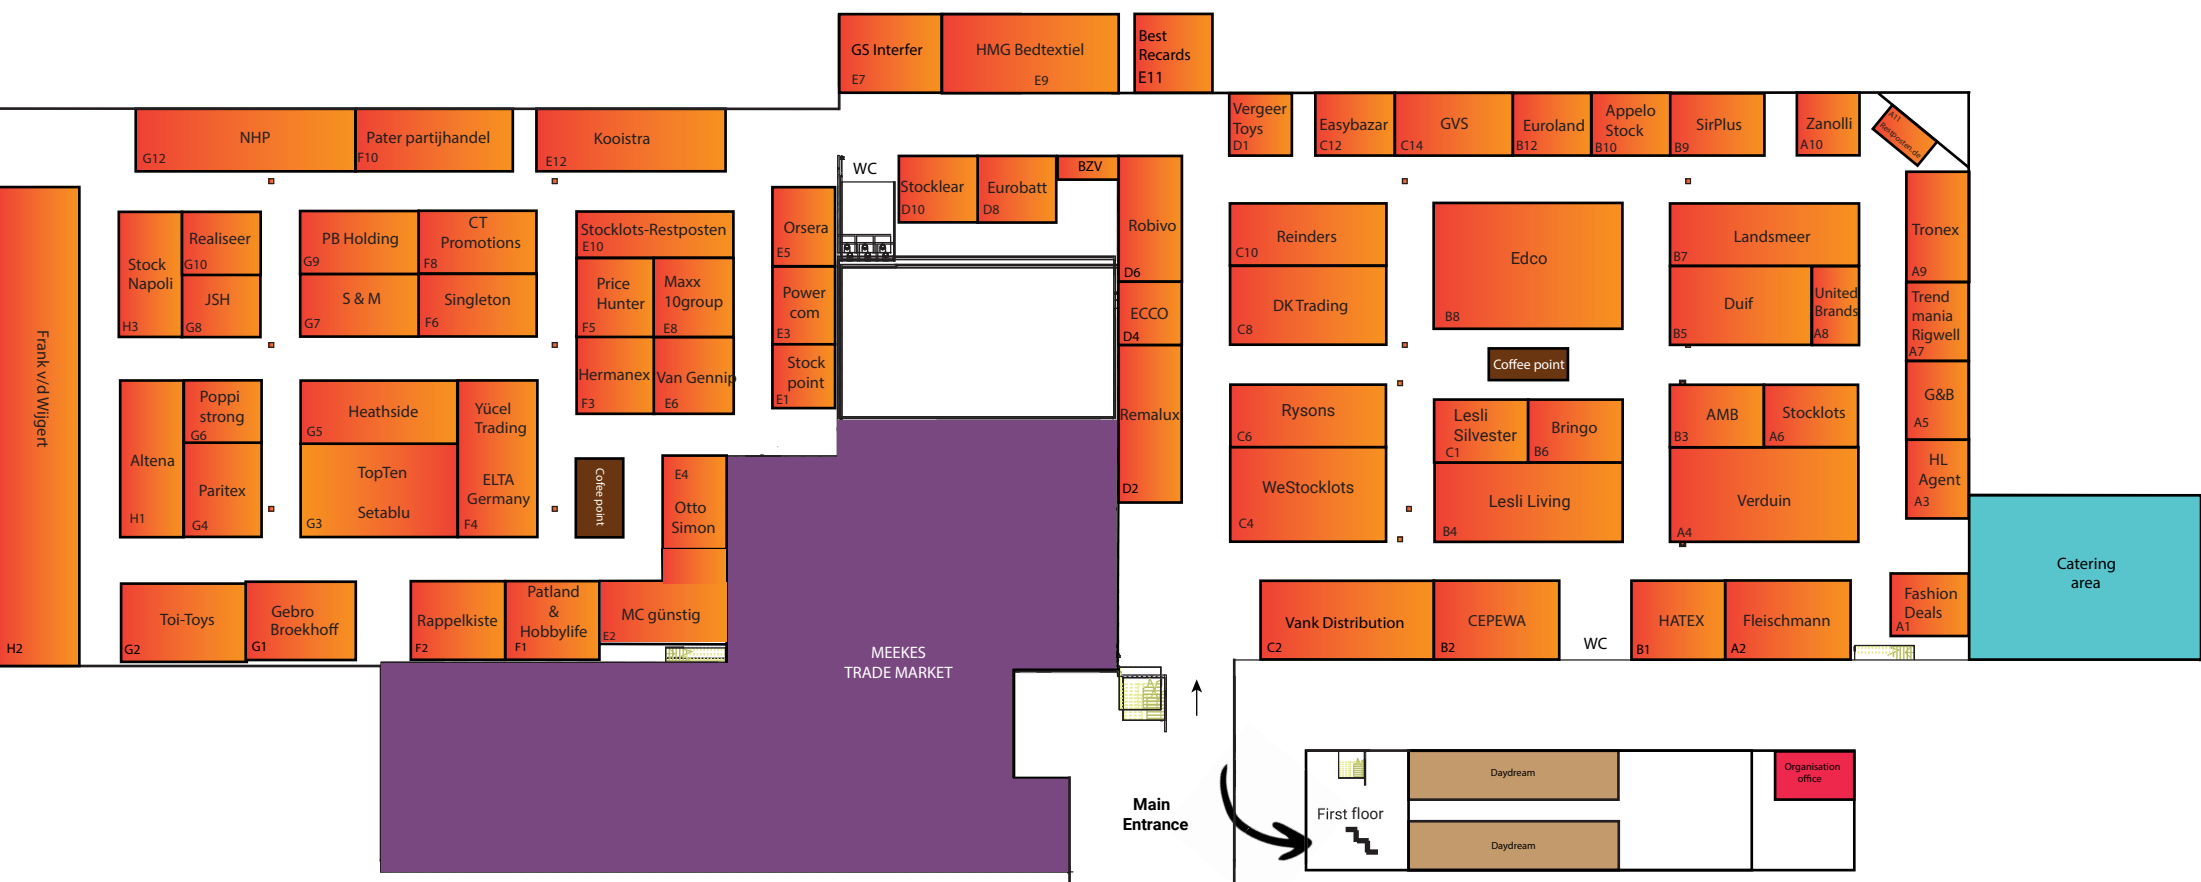 GS Interfer
E7
HMG Bedtextiel
E9
Best
Recards
E11
NHP
G12
Pater partijhandel
F10
Kooistra
E12
Vergeer
Toys
D1
Easybazar
C12
GVS
C14
Euroland
B12
Appelo
Stock
B10
SirPlus
B9
Zanolli
A10
A11
Restposten.de
WC
Stocklear
D10
Eurobatt
D8
BZV
Robivo
D6
Frank v/d Wijgert
H2
Stock
Napoli
H3
Realiseer
G10
JSH
G8
PB Holding
G9
CT
Promotions
F8
S & M
G7
Singleton
F6
Stocklots-Restposten
E10
Price
Hunter
F5
Maxx
10group
E8
Hermanex
F3
Van Gennip
E6
Orsera
E5
Power
com
E3
Stock
point
E1
ECCO
D4
Remalux
D2
Reinders
C10
DK Trading
C8
Edco
B8
Landsmeer
B7
Duif
B5
United
Brands
A8
Tronex
A9
Trend
mania
Rigwell
A7
G&B
A5
HL
Agent
A3
Coffee point
Altena
H1
Poppi
strong
G6
Paritex
G4
Heathside
G5
TopTen
Setablu
G3
Yücel
Trading
ELTA
Germany
F4
Cofee point
E4
Otto
Simon
Rysons
C6
WeStocklots
C4
Lesli
Silvester
C1
Bringo
B6
Lesli Living
B4
AMB
B3
Stocklots
A6
Verduin
A4
Catering
area
Toi-Toys
G2
Gebro
Broekhoff
G1
Rappelkiste
F2
Patland
&
Hobbylife
F1
MC günstig
E2
MEEKES
TRADE MARKET
Vank Distribution
C2
CEPEWA
B2
WC
HATEX
B1
Fleischmann
A2
Fashion
Deals
A1
Main
Entrance
First floor
Daydream
Daydream
Organisation
office